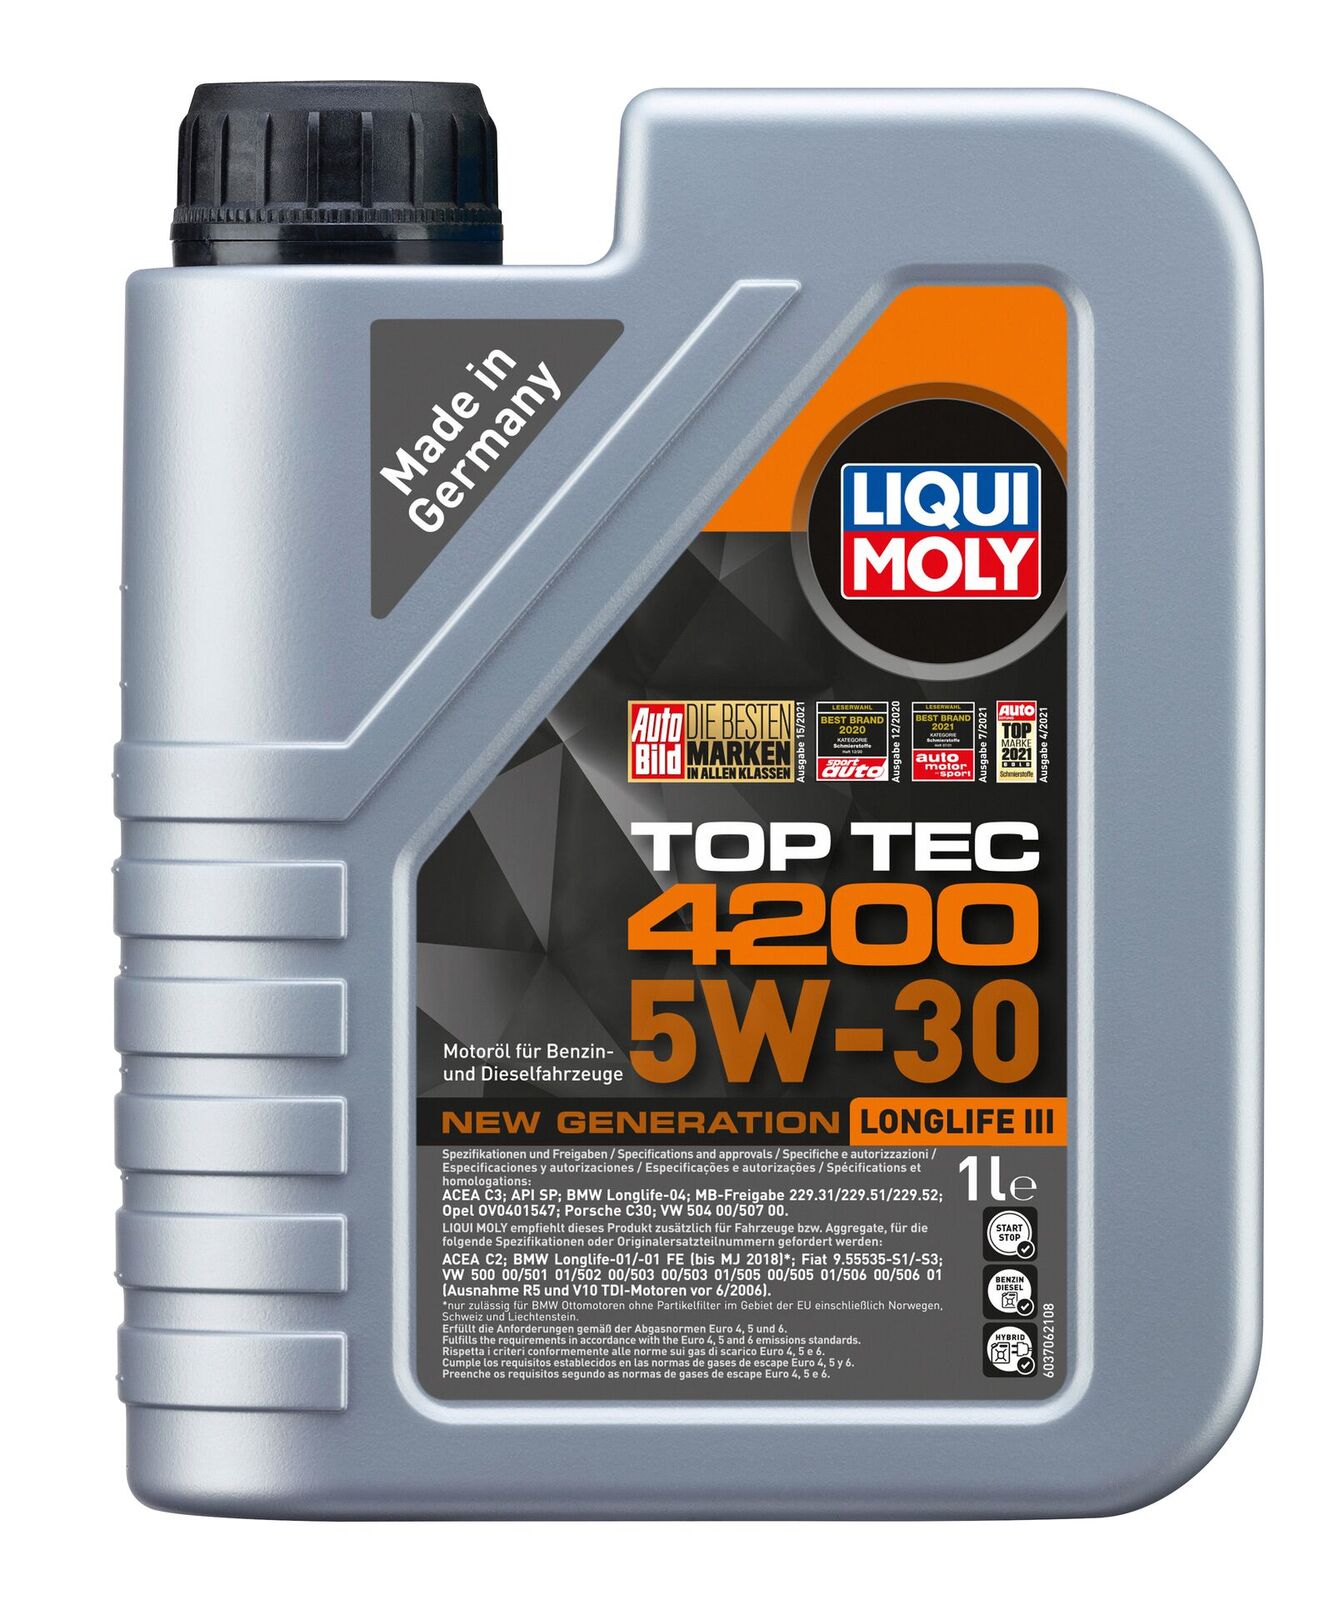 Made in
Germany
LIQUI
MOLY
Auto
Bild
DIE BESTEN
MARKEN
IN ALLEN KLASSEN
Ausgabe 15/2021
LESERWAHL
BEST BRAND
2020
KATEGORIE
Schmierstoffe
Heft 12/20
sport
auto
Ausgabe 12/2020
LESERWAHL
BEST BRAND
2021
KATEGORIE
Schmierstoffe
Heft 07/21
auto
motor
sport
Ausgabe 7/2021
Auto
ZEITUNG
TOP
MARKE
2021
GOLD
Schmierstoffe
Ausgabe 4/2021
TOP TEC
4200
5W-30
Motoröl für Benzin-
und Dieselfahrzeuge
NEW GENERATION LONGLIFE III
Spezifikationen und Freigaben / Specifications and approvals / Specifiche e autorizzazioni /
Especificaciones y autorizaciones / Especificações e autorizações / Spécifications et
homologations:
ACEA C3; API SP; BMW Longlife-04; MB-Freigabe 229.31/229.51/229.52;
Opel OV0401547; Porsche C30; VW 504 00/507 00.
LIQUI MOLY empfiehlt dieses Produkt zusätzlich für Fahrzeuge bzw. Aggregate, für die
folgende Spezifikationen oder Originalersatzteilnummern gefordert werden:
ACEA C2; BMW Longlife-01/-01 FE (bis MJ 2018)*; Fiat 9.55535-S1/-S3;
VW 500 00/501 01/502 00/503 00/503 01/505 00/505 01/506 00/506 01
(Ausnahme R5 und V10 TDI-Motoren vor 6/2006).
*nur zulässig für BMW Ottomotoren ohne Partikelfilter im Gebiet der EU einschließlich Norwegen,
Schweiz und Liechtenstein.
Erfüllt die Anforderungen gemäß der Abgasnormen Euro 4, 5 und 6.
Fulfills the requirements in accordance with the Euro 4, 5 and 6 emissions standards.
Rispetta i criteri conformemente alle norme sui gas di scarico Euro 4, 5 e 6.
Cumple los requisitos establecidos en las normas de gases de escape Euro 4, 5 y 6.
Preenche os requisitos segundo as normas de gases de escape Euro 4, 5 e 6.
1 l ℮
START
STOP
BENZIN
DIESEL
HYBRID
6037062108